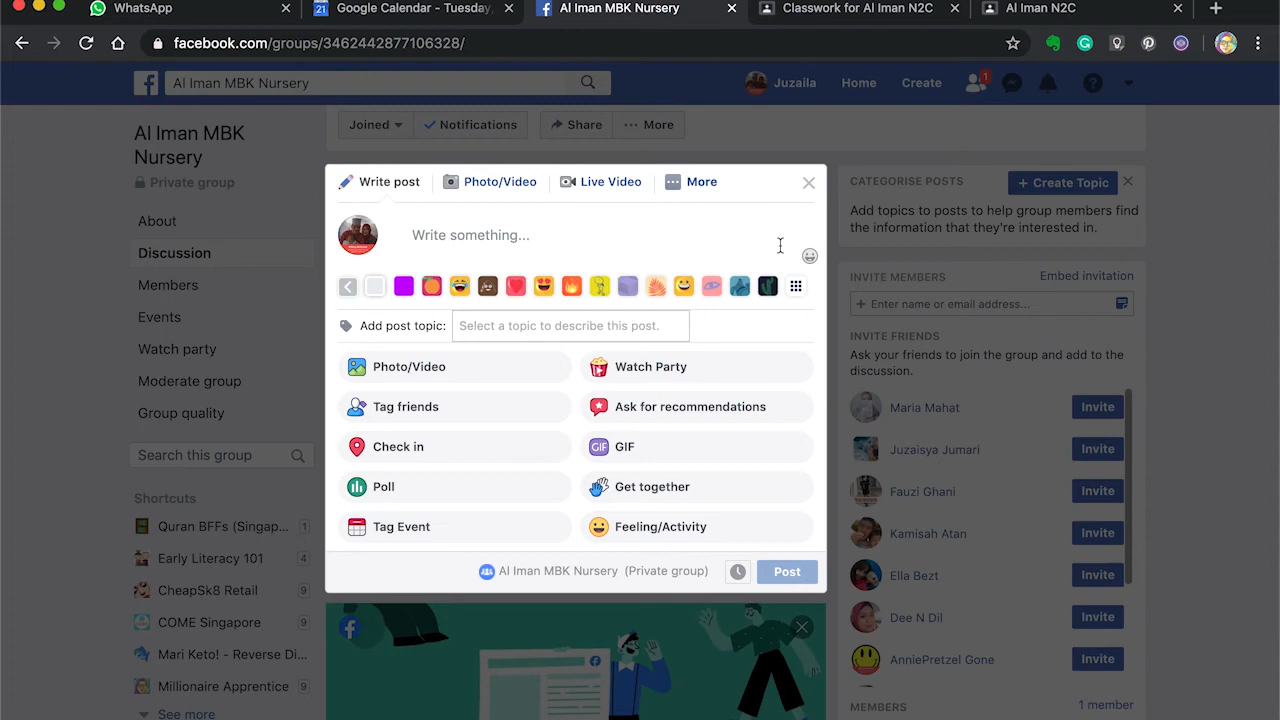 WhatsApp
21 Google Calendar - Tuesday,
Al Iman MBK Nursery
Classwork for Al Iman N2C
Al Iman N2C
facebook.com/groups/3462442877106328/
Al Iman MBK Nursery
Juzaila
Home
Create
1
Al Iman MBK
Nursery
Private group
About
Discussion
Members
Events
Watch party
Moderate group
Group quality
Search this group
Shortcuts
Quran BFFs (Singap... 1
Early Literacy 101 4
CheapSk8 Retail 9
COME Singapore 9
Mari Keto! - Reverse Di...
Millionaire Apprentice 9
See more
Joined
Notifications
Share
More
Write post
Photo/Video
Live Video
More
Write something...
Add post topic:
Select a topic to describe this post.
Photo/Video
Watch Party
Tag friends
Ask for recommendations
Check in
GIF GIF
Poll
Get together
Tag Event
Feeling/Activity
Al Iman MBK Nursery (Private group)
Post
CATEGORISE POSTS
+ Create Topic
Add topics to posts to help group members find
the information that they're interested in.
INVITE MEMBERS
Embed invitation
+ Enter name or email address...
INVITE FRIENDS
Ask your friends to join the group and add to the
discussion.
Maria Mahat Invite
Juzaisya Jumari Invite
Fauzi Ghani Invite
Kamisah Atan Invite
Ella Bezt Invite
Dee N Dil Invite
AnniePretzel Gone Invite
MEMBERS
1 member